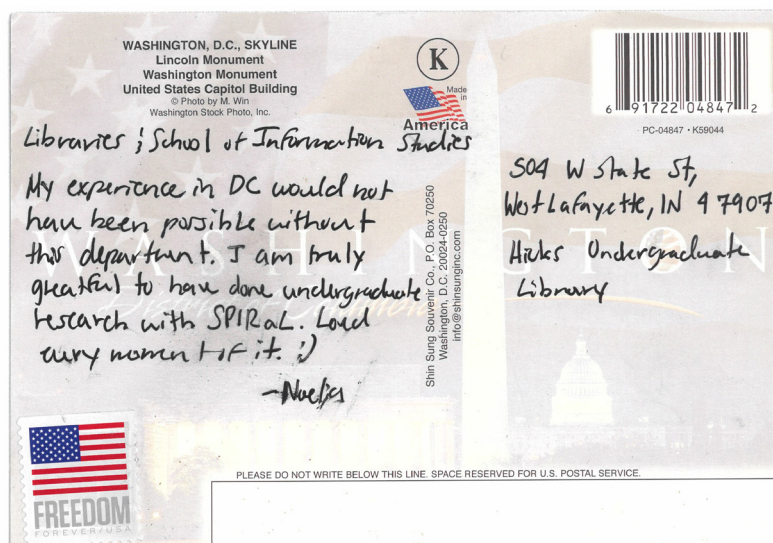 WASHINGTON, D.C., SKYLINE
Lincoln Monument
Washington Monument
United States Capitol Building
© Photo by M. Win
Washington Stock Photo, Inc.
K
Made
in
America
6 91722 04847 2
PC-04847 • K59044
Libraries & School of Information Studies
My experience in DC would not
have been possible without
this department. I am truly
greatful to have done undergraduate
research with SPIRaL. Loved
every moment of it. :)
-Noelia
504 W State St,
West Lafayette, IN 47907
Hicks Undergraduate
Library
WASHINGTON
District of Columbia
Shin Sung Souvenir Co., P.O. Box 70250
Washington, D.C. 20024-0250
info@shinsunginc.com
PLEASE DO NOT WRITE BELOW THIS LINE. SPACE RESERVED FOR U.S. POSTAL SERVICE.
FREEDOM
FOREVER/USA